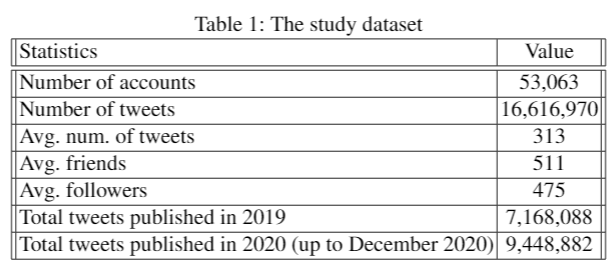 Table 1: The study dataset
Statistics Value
Number of accounts 53,063
Number of tweets 16,616,970
Avg. num. of tweets 313
Avg. friends 511
Avg. followers 475
Total tweets published in 2019 7,168,088
Total tweets published in 2020 (up to December 2020) 9,448,882